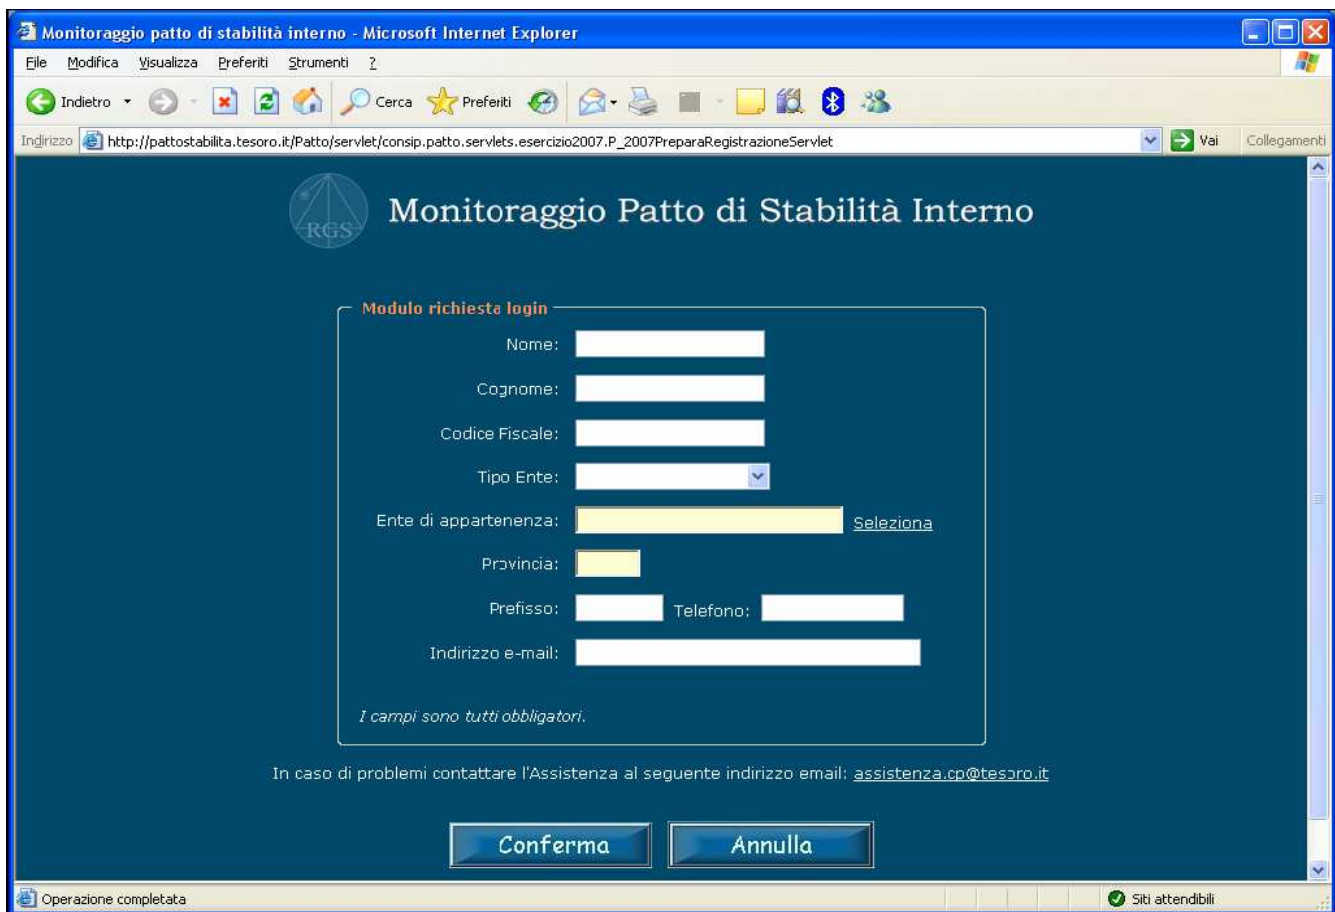 Monitoraggio patto di stabilità interno - Microsoft Internet Explorer
File Modifica Visualizza Preferiti Strumenti ?
Indietro Cerca Preferiti
Indirizzo http://pattostabilita.tesoro.it/Patto/servlet/consip.patto.servlets.esercizio2007.P_2007PreparaRegistrazioneServlet Vai Collegamenti
RGS Monitoraggio Patto di Stabilità Interno
Modulo richiesta login
Nome:
Cognome:
Codice Fiscale:
Tipo Ente:
Ente di appartenenza: Seleziona
Provincia:
Prefisso: Telefono:
Indirizzo e-mail:
I campi sono tutti obbligatori.
In caso di problemi contattare l'Assistenza al seguente indirizzo email: assistenza.cp@tesoro.it
Conferma Annulla
Operazione completata Siti attendibili